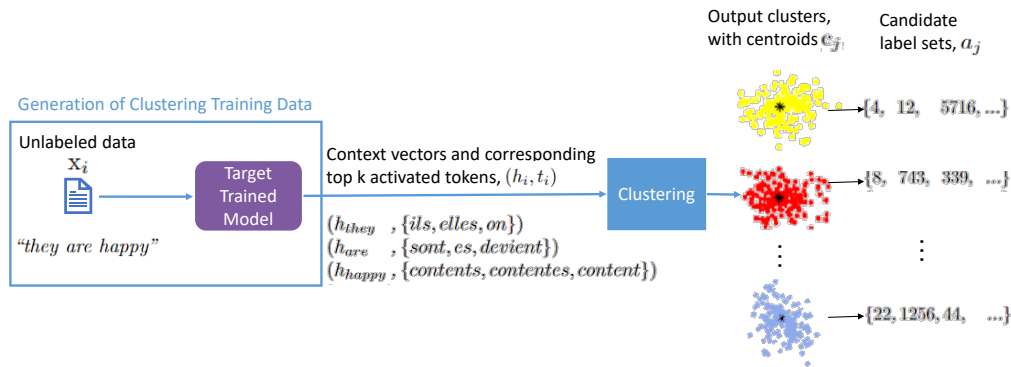 Generation of Clustering Training Data
Unlabeled data
x_i
"they are happy"
Target
Trained
Model
Context vectors and corresponding
top k activated tokens, (h_i, t_i)
(h_they , {ils, elles, on})
(h_are , {sont, es, devient})
(h_happy , {contents, contentes, content})
Clustering
Output clusters,
with centroids c_j
Candidate
label sets, a_j
{4, 12, 5716, ...}
{8, 743, 339, ...}
{22, 1256, 44, ...}